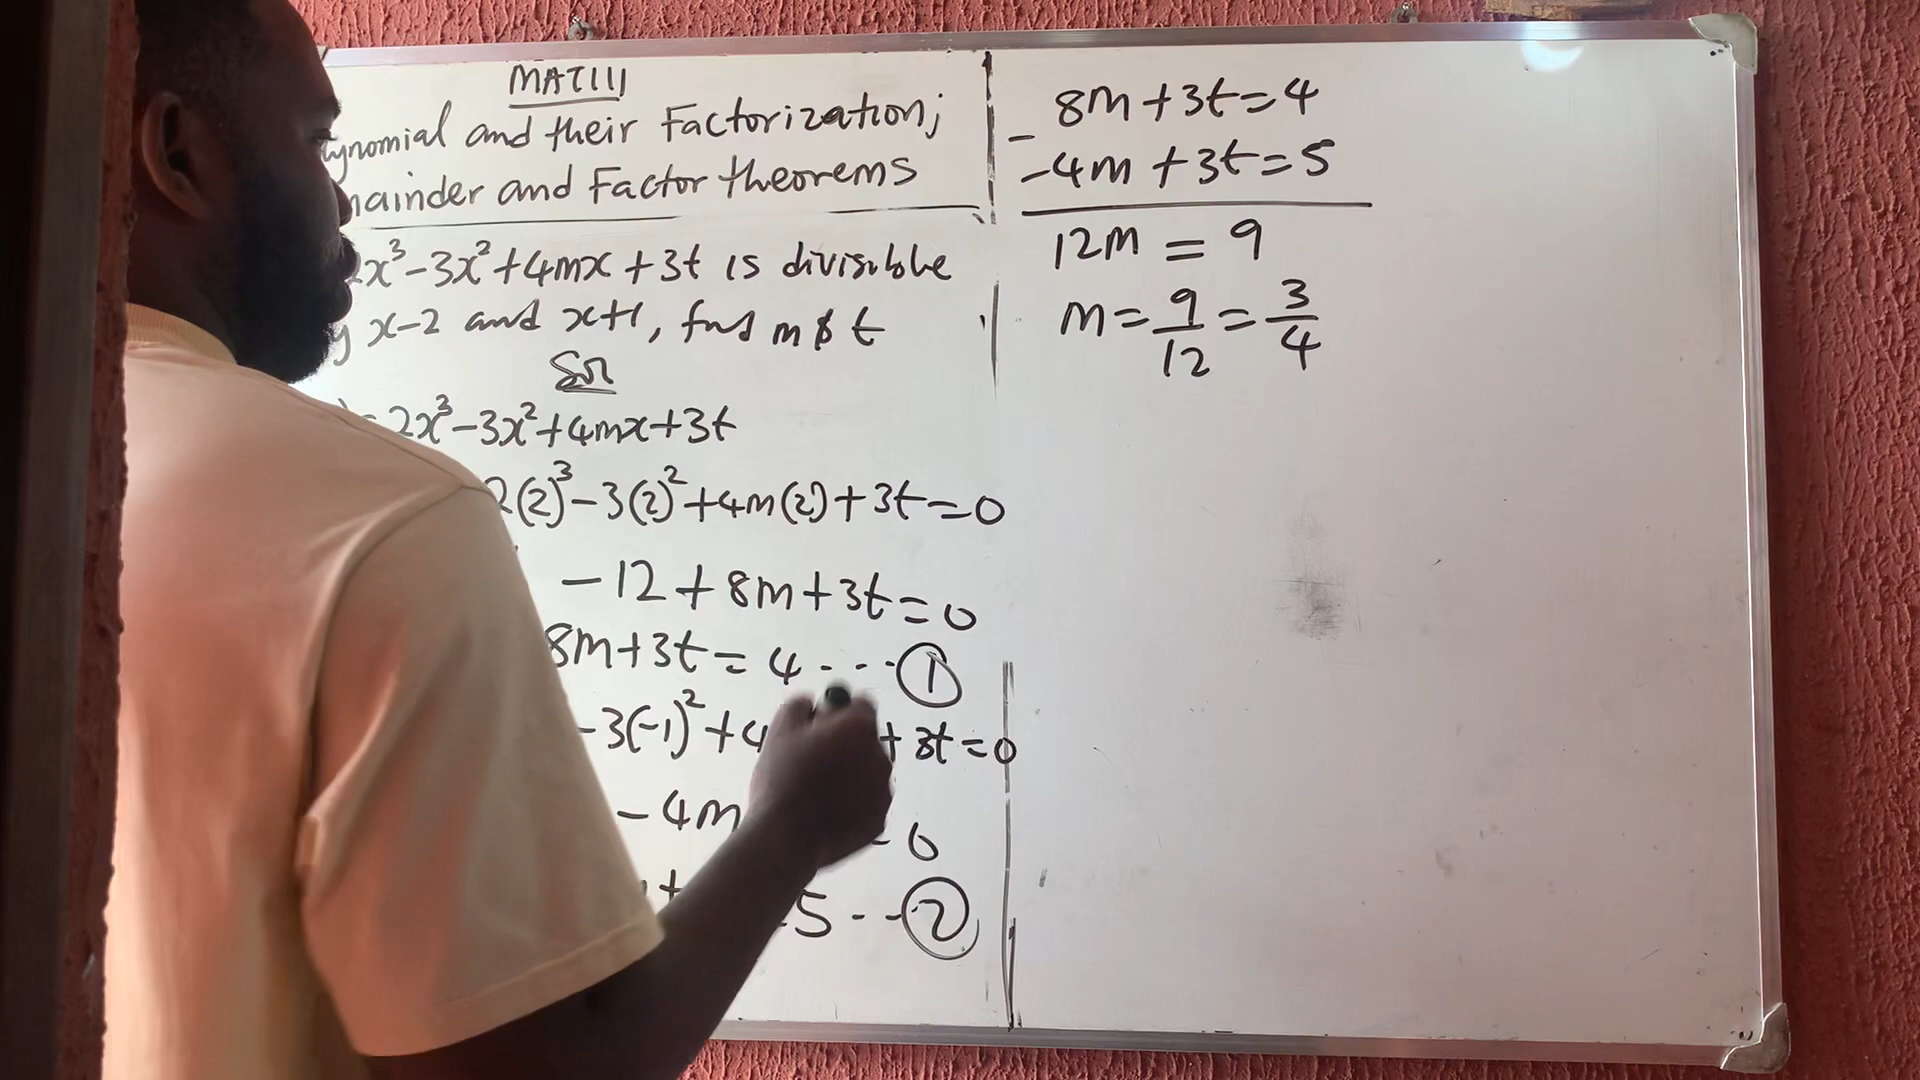 MAT111
ynomial and their Factorization;
mainder and Factor theorems
2x³-3x²+4mx+3t is divisibble
y x-2 and x+1, find m & t
Soln
)=2x³-3x²+4mx+3t
2(2)³-3(2)²+4m(2)+3t=0
-12+8m+3t=0
8m+3t=4---①
-3(-1)²+4 +3t=0
-4m - 0
+ =5--②
8m+3t=4
-
-4m+3t=5
12m=9
m=9/12=3/4